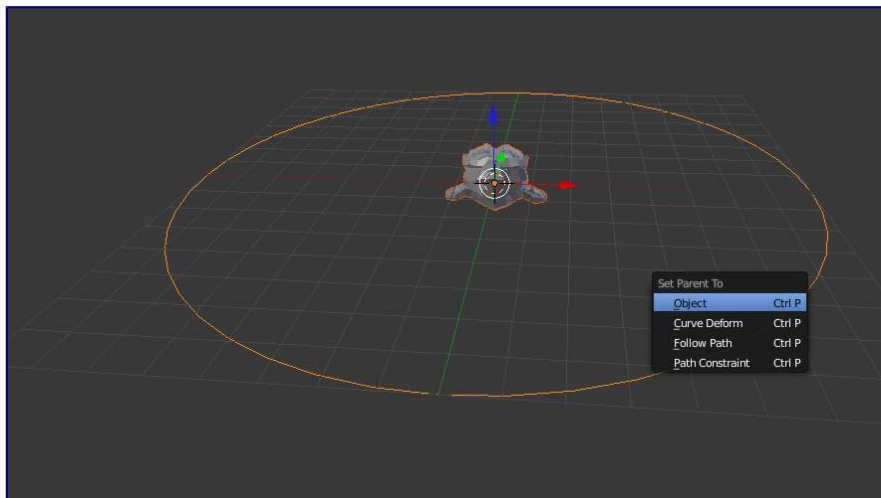 Set Parent To
Object Ctrl P
Curve Deform Ctrl P
Follow Path Ctrl P
Path Constraint Ctrl P